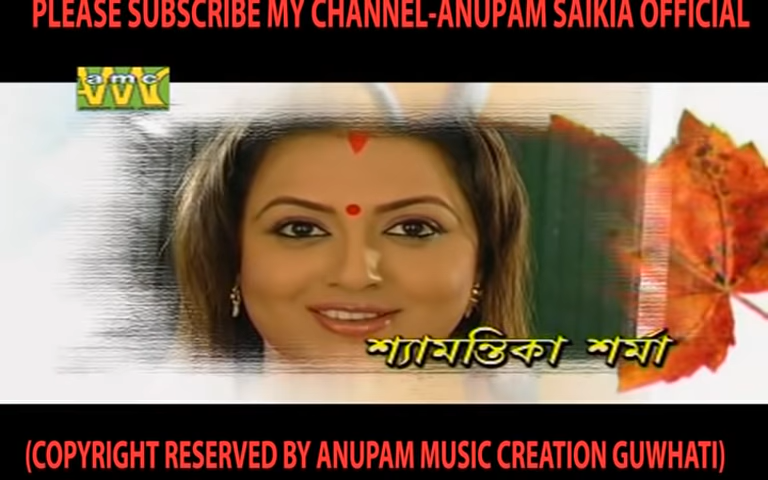 PLEASE SUBSCRIBE MY CHANNEL-ANUPAM SAIKIA OFFICIAL
amc
শ্যামন্তিকা শৰ্মা
(COPYRIGHT RESERVED BY ANUPAM MUSIC CREATION GUWHATI)